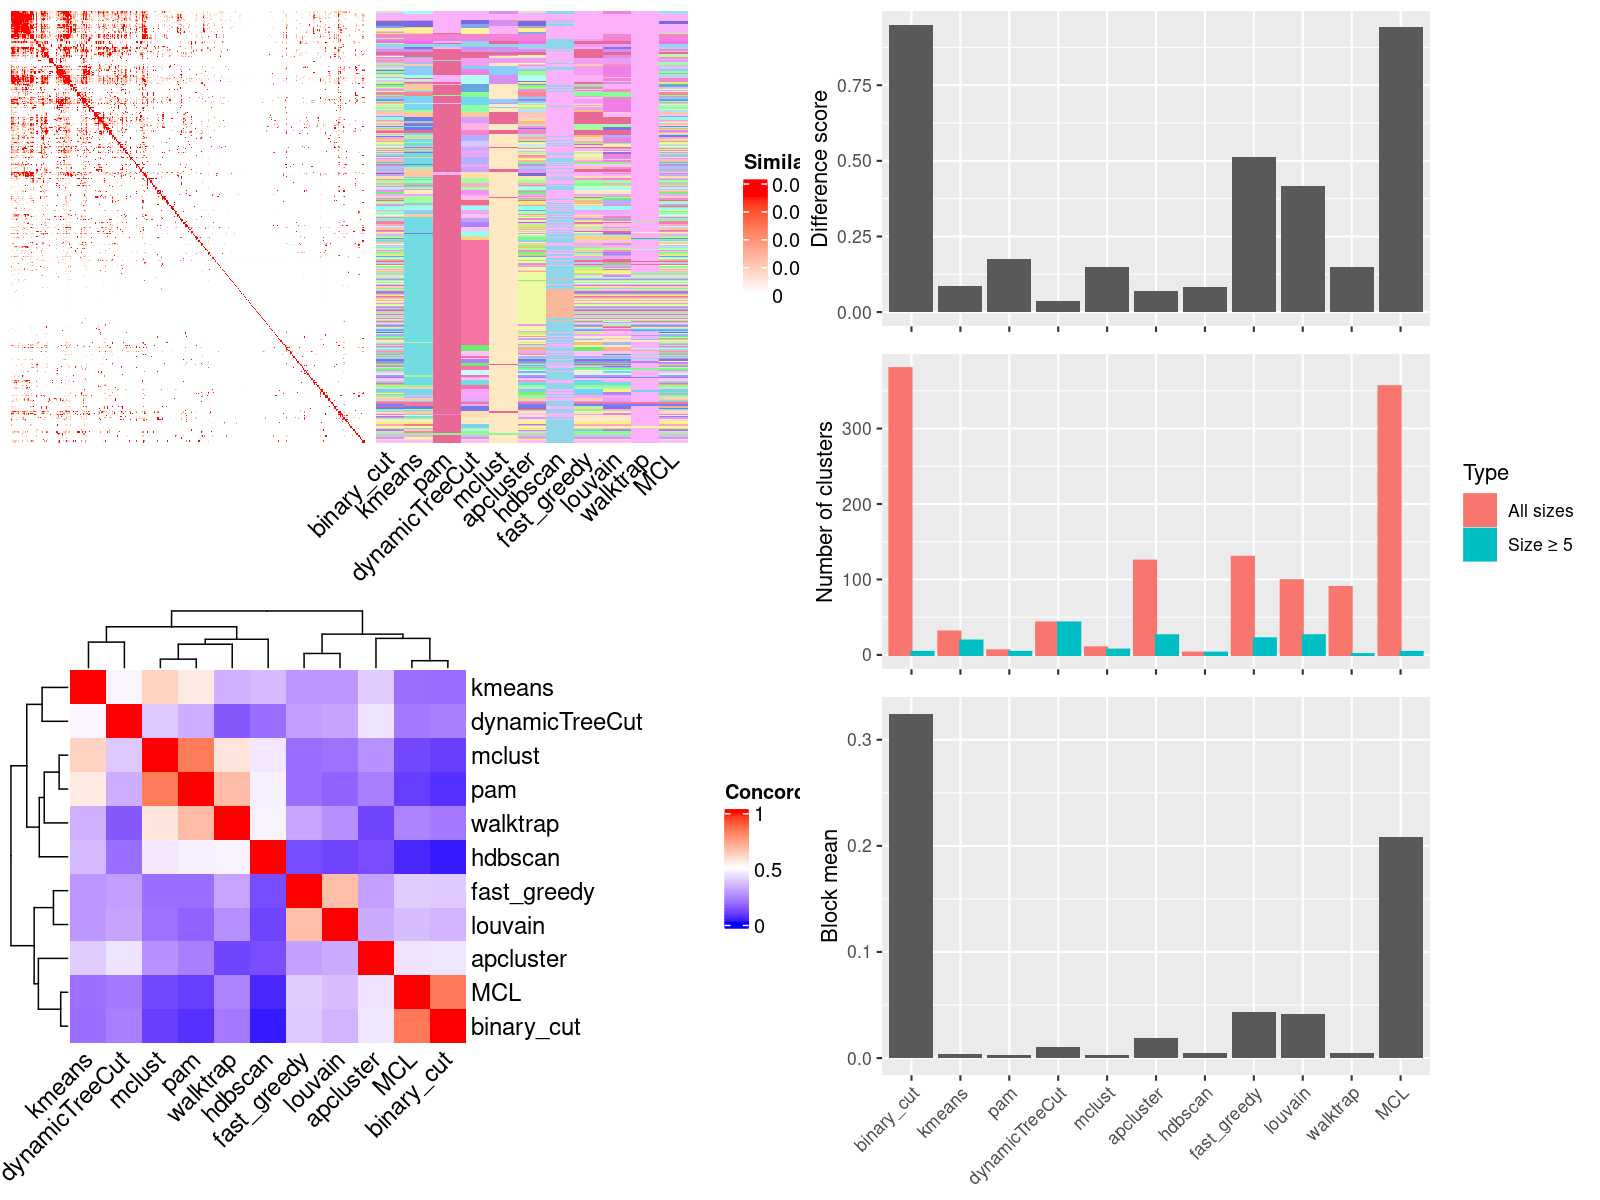 Simila
0.0
0.0
0.0
0.0
0
binary_cut
kmeans
pam
dynamicTreeCut
mclust
apcluster
hdbscan
fast_greedy
louvain
walktrap
MCL
Difference score
0.75
0.50
0.25
0.00
Number of clusters
300
200
100
0
Type
All sizes
Size ≥ 5
kmeans
dynamicTreeCut
mclust
pam
walktrap
hdbscan
fast_greedy
louvain
apcluster
MCL
binary_cut
kmeans
dynamicTreeCut
mclust
pam
walktrap
hdbscan
fast_greedy
louvain
apcluster
MCL
binary_cut
Concord
1
0.5
0
Block mean
0.3
0.2
0.1
0.0
binary_cut
kmeans
pam
dynamicTreeCut
mclust
apcluster
hdbscan
fast_greedy
louvain
walktrap
MCL